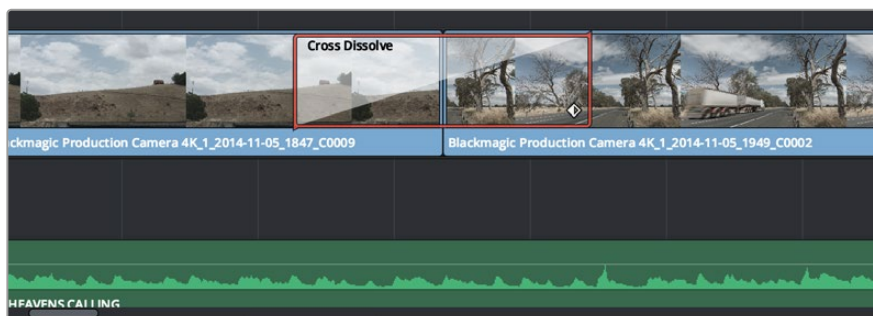 Cross Dissolve
ckmagic Production Camera 4K_1_2014-11-05_1847_C0009
Blackmagic Production Camera 4K_1_2014-11-05_1949_C0002
HEAVENS CALLING